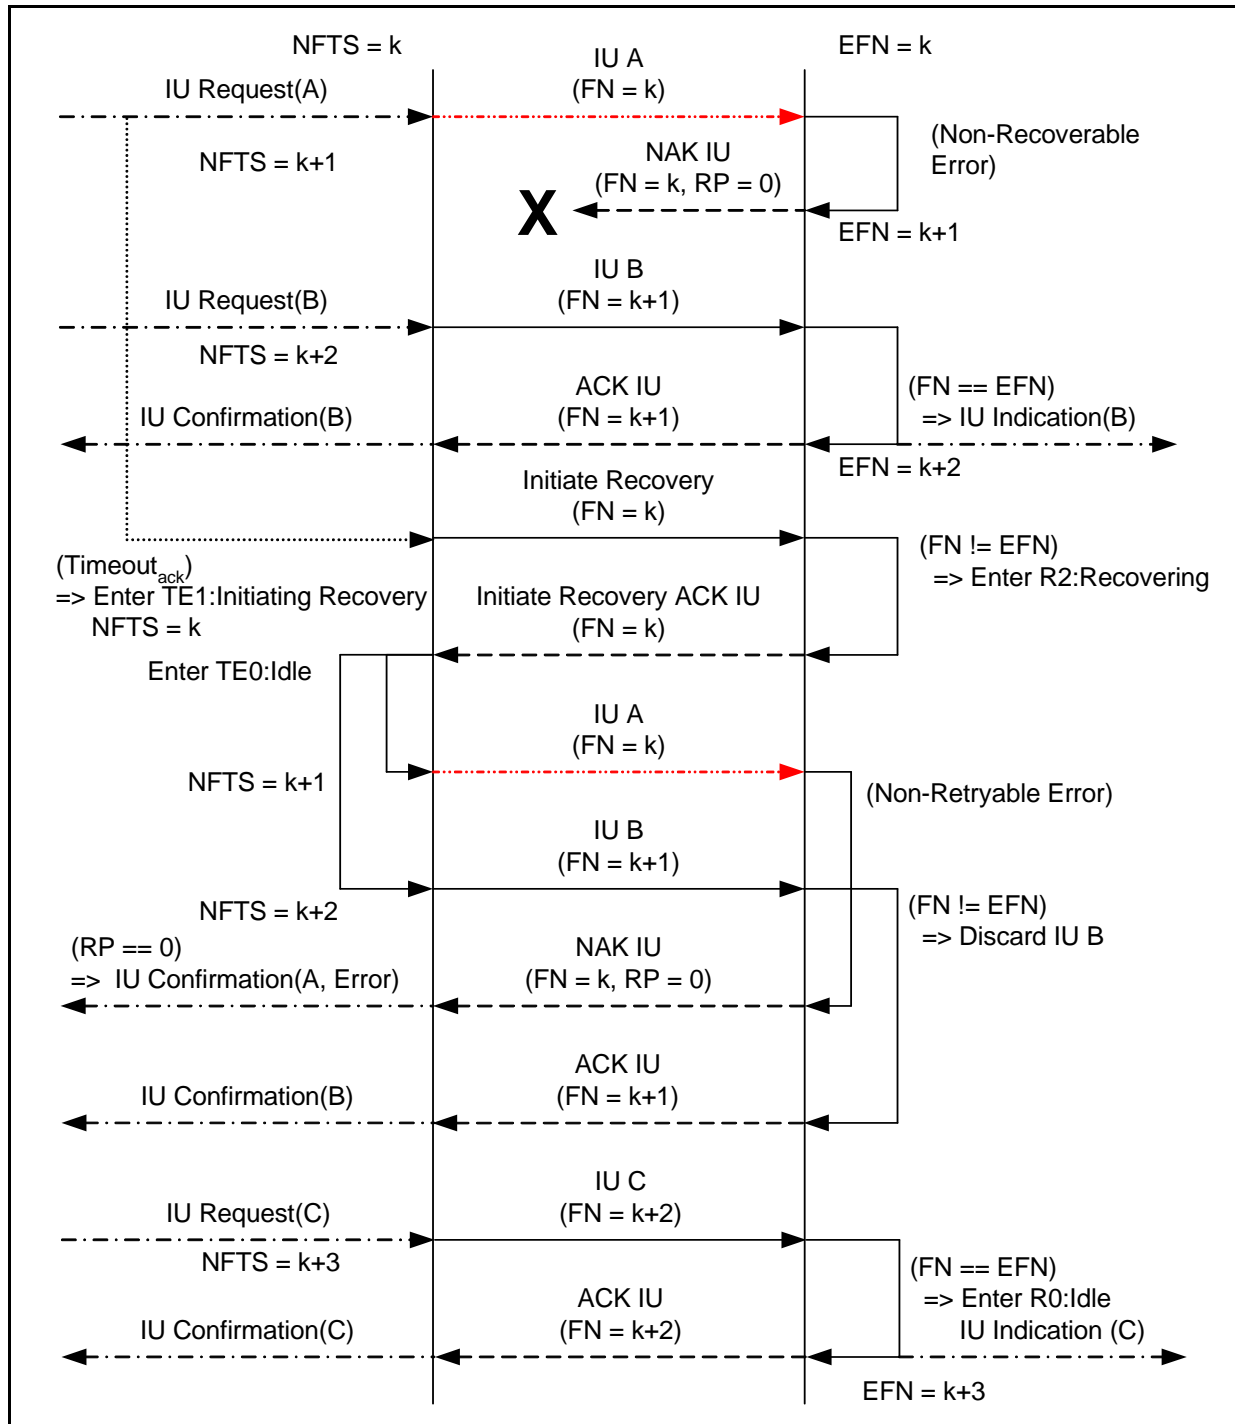 NFTS = k
IU A
EFN = k
IU Request(A)
(FN = k)
NFTS = k+1
NAK IU
(FN = k, RP = 0)
(Non-Recoverable
Error)
X
EFN = k+1
IU B
IU Request(B)
(FN = k+1)
NFTS = k+2
ACK IU
(FN == EFN)
IU Confirmation(B)
(FN = k+1)
=> IU Indication(B)
EFN = k+2
Initiate Recovery
(FN = k)
(FN != EFN)
=> Enter R2:Recovering
(Timeoutack)
=> Enter TE1:Initiating Recovery
NFTS = k
Initiate Recovery ACK IU
(FN = k)
Enter TE0:Idle
IU A
(FN = k)
NFTS = k+1
(Non-Retryable Error)
IU B
(FN = k+1)
NFTS = k+2
(FN != EFN)
=> Discard IU B
(RP == 0)
=> IU Confirmation(A, Error)
NAK IU
(FN = k, RP = 0)
ACK IU
IU Confirmation(B)
(FN = k+1)
IU C
IU Request(C)
(FN = k+2)
NFTS = k+3
(FN == EFN)
=> Enter R0:Idle
IU Indication (C)
ACK IU
IU Confirmation(C)
(FN = k+2)
EFN = k+3